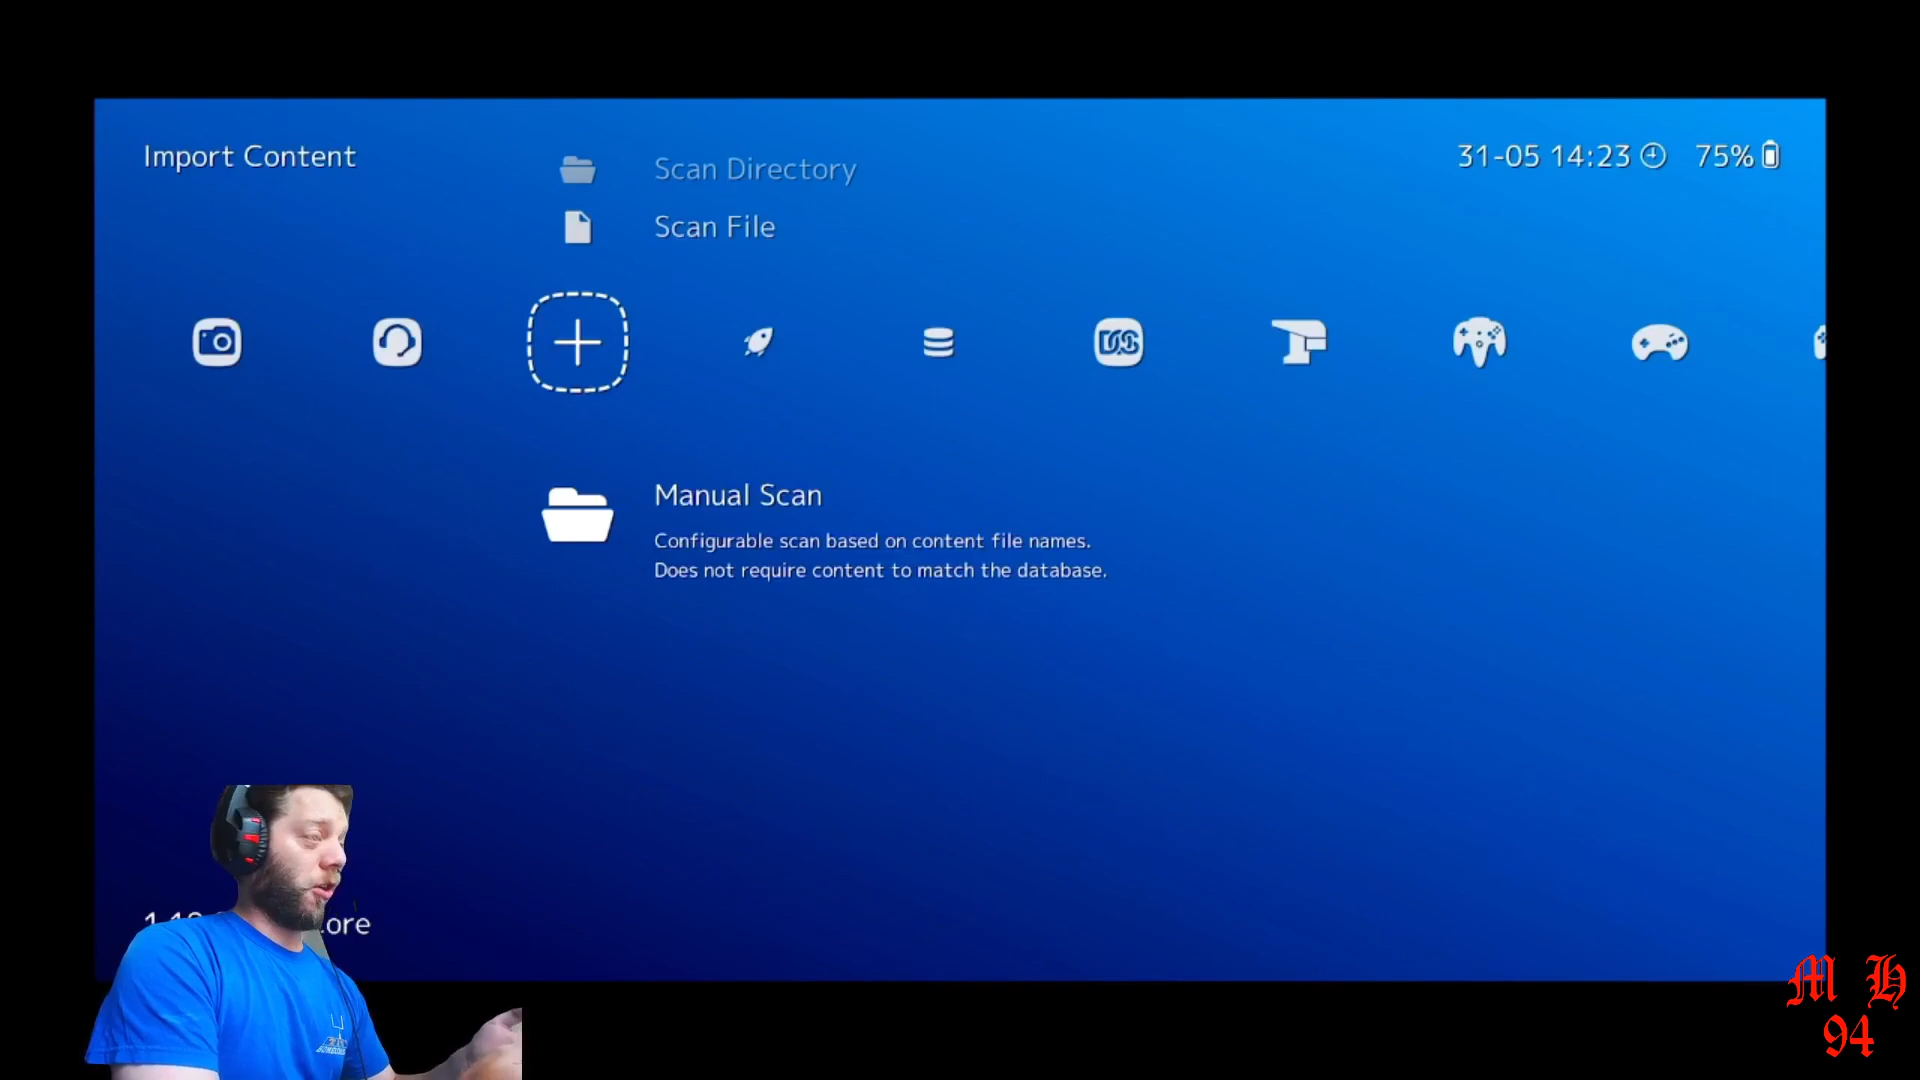 Import Content
31-05 14:23
75%
Scan Directory
Scan File
DOS
Manual Scan
Configurable scan based on content file names.
Does not require content to match the database.
M H
94